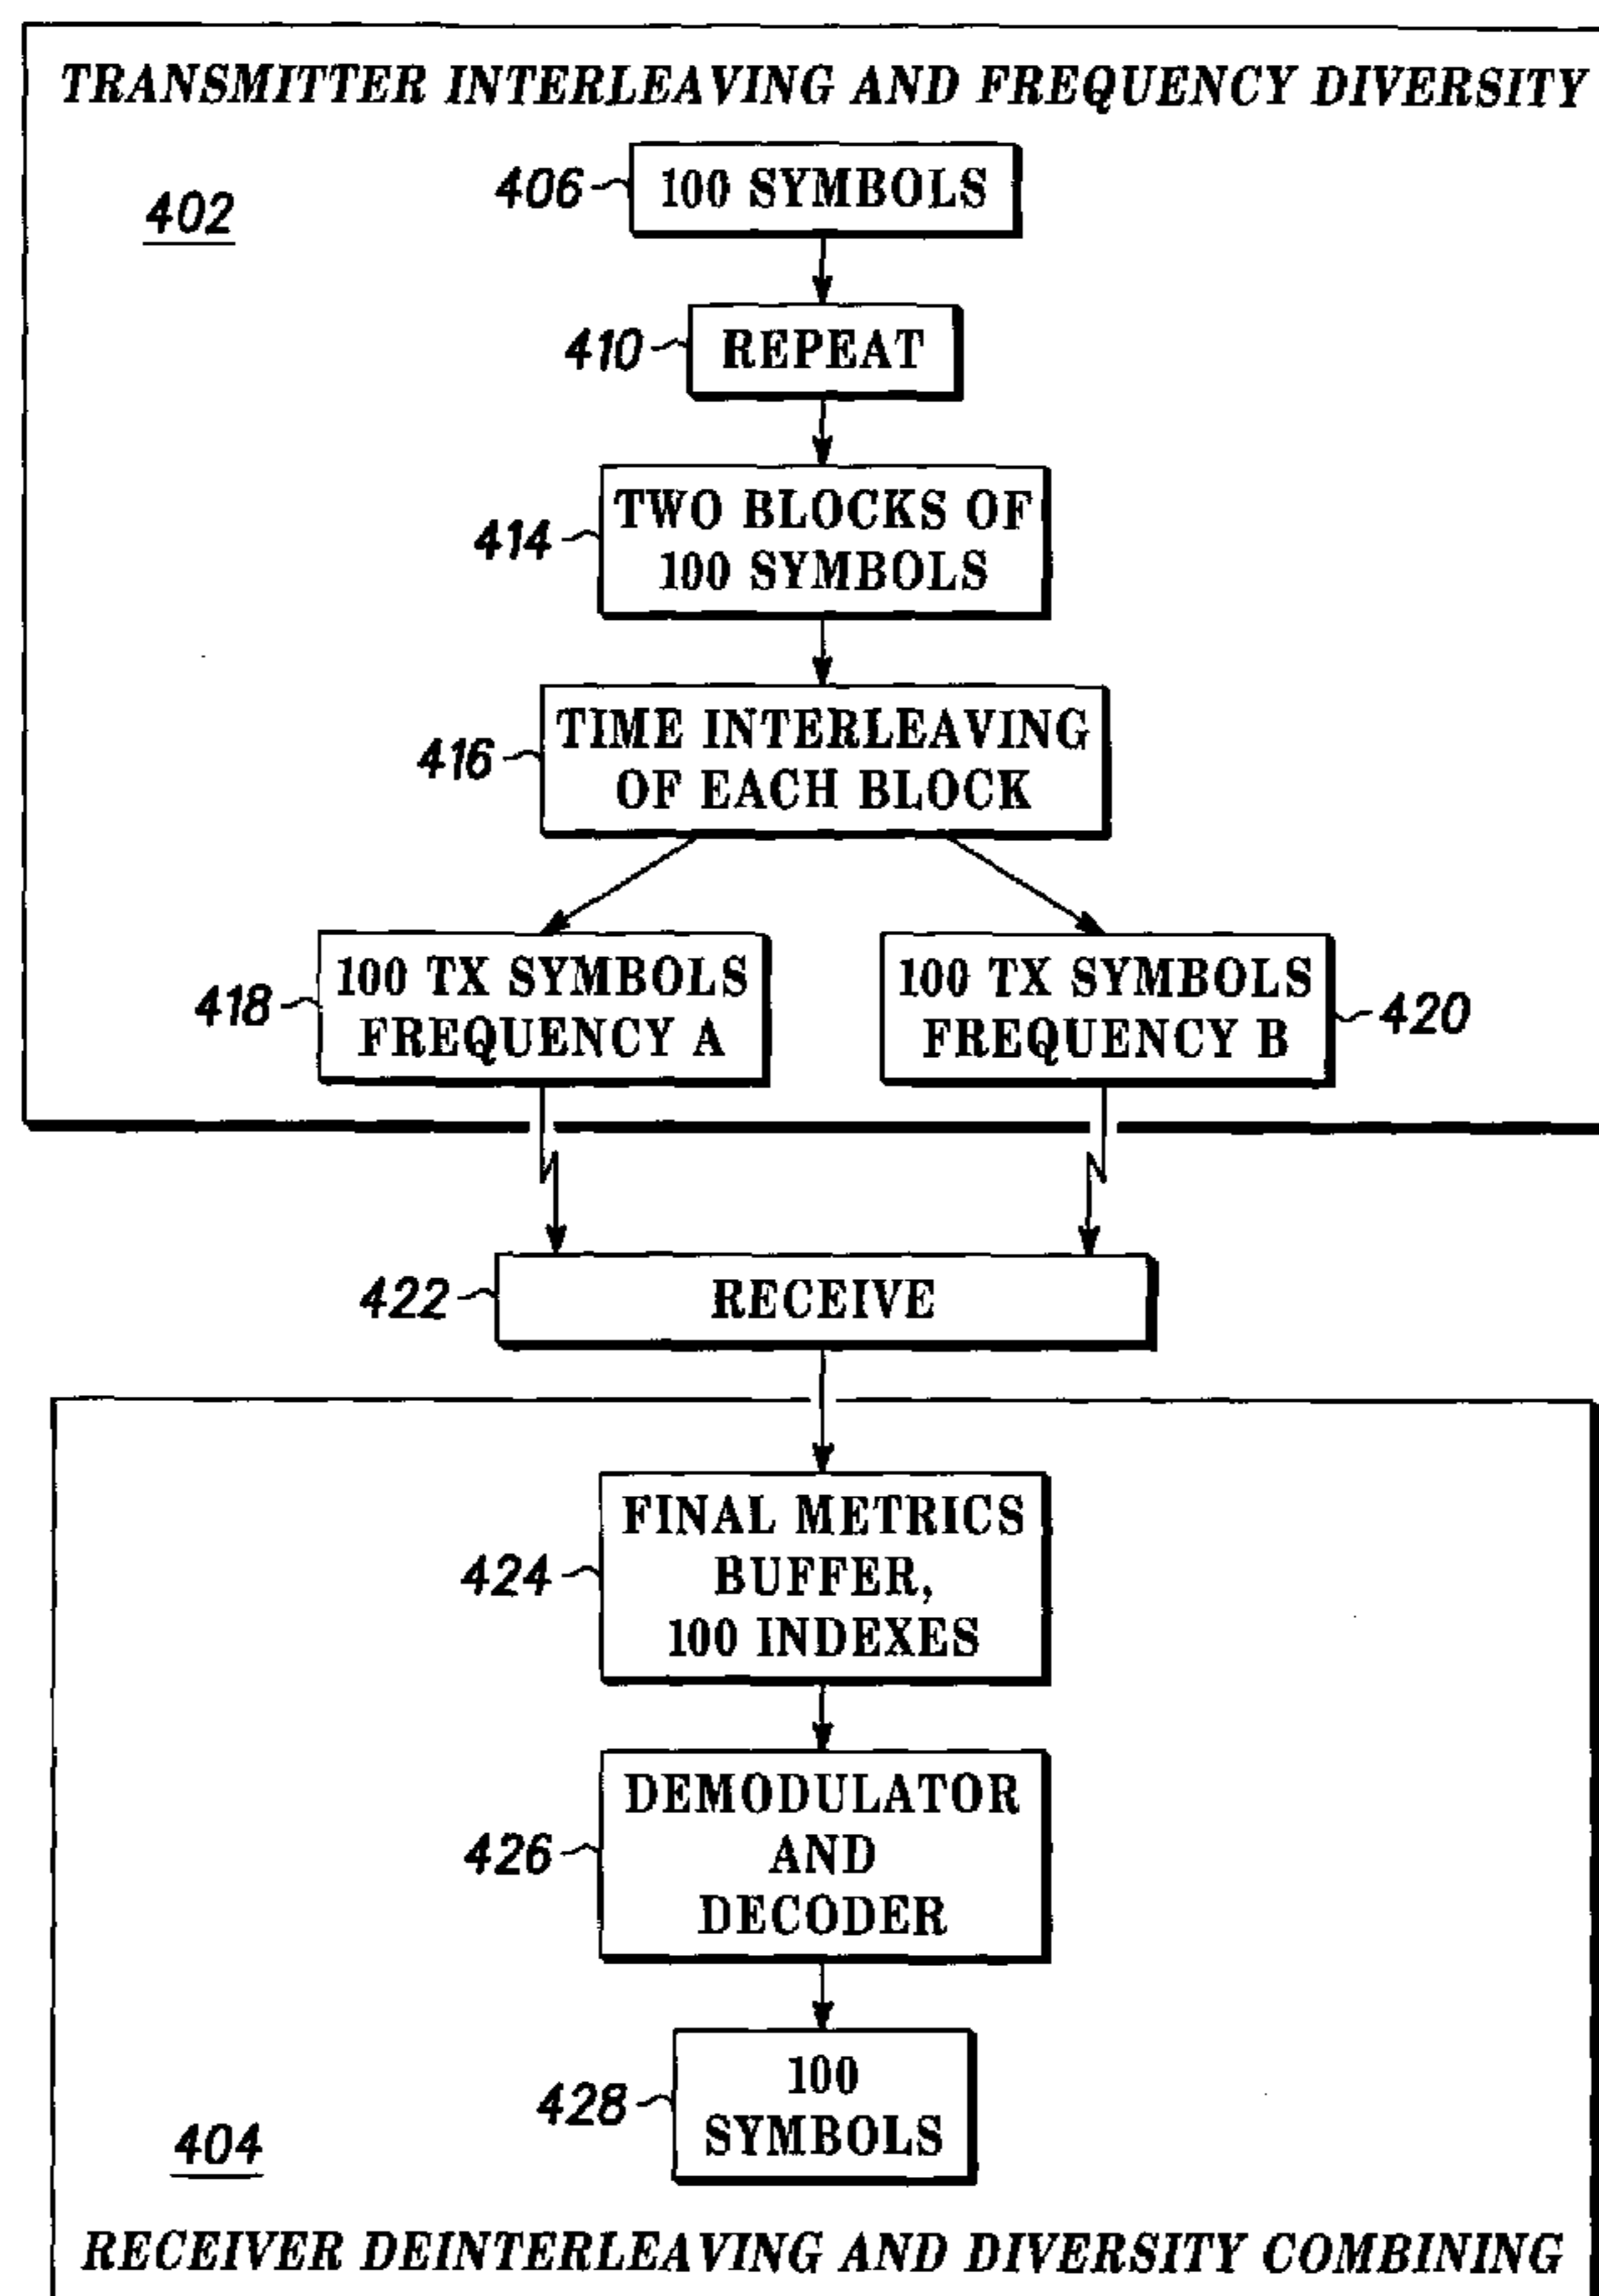 TRANSMITTER INTERLEAVING AND FREQUENCY DIVERSITY
402
406
100 SYMBOLS
410
REPEAT
414
TWO BLOCKS OF
100 SYMBOLS
416
TIME INTERLEAVING
OF EACH BLOCK
418
100 TX SYMBOLS
FREQUENCY A
100 TX SYMBOLS
FREQUENCY B
420
422
RECEIVE
424
FINAL METRICS
BUFFER,
100 INDEXES
426
DEMODULATOR
AND
DECODER
428
100
SYMBOLS
404
RECEIVER DEINTERLEAVING AND DIVERSITY COMBINING